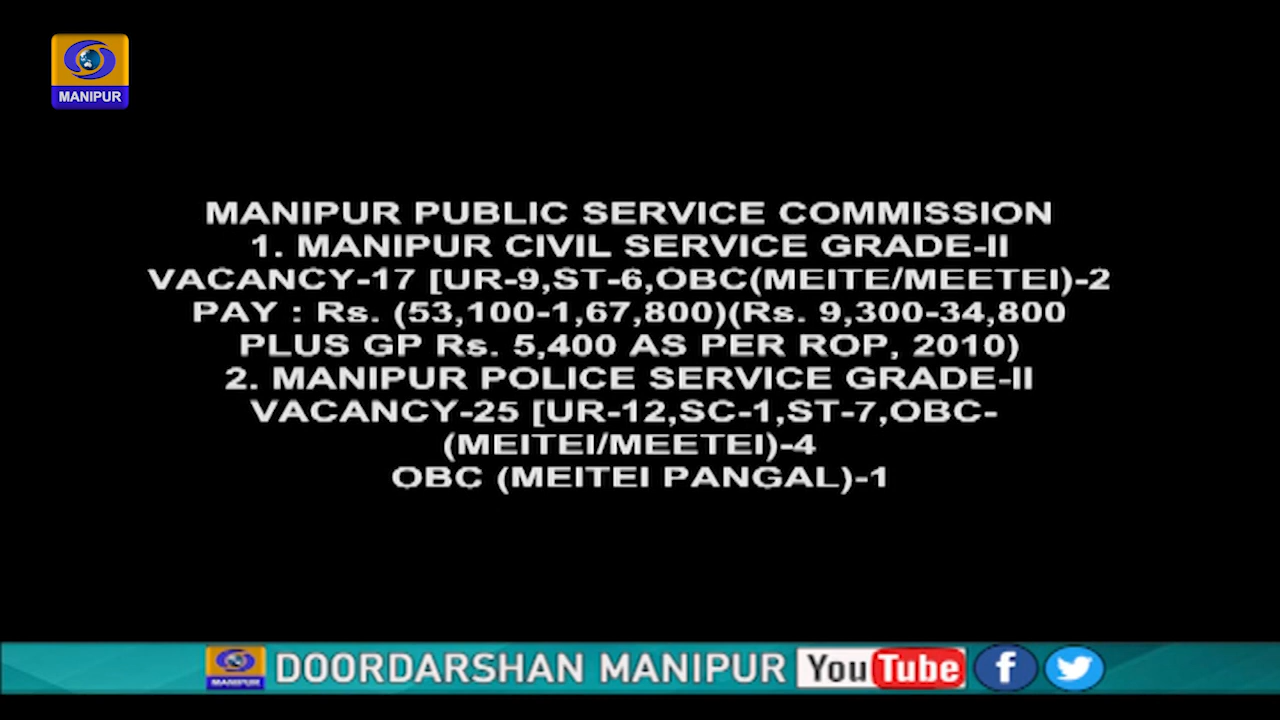 MANIPUR
MANIPUR PUBLIC SERVICE COMMISSION
1. MANIPUR CIVIL SERVICE GRADE-II
VACANCY-17 [UR-9,ST-6,OBC(MEITE/MEETEI)-2
PAY : Rs. (53,100-1,67,800)(Rs. 9,300-34,800
PLUS GP Rs. 5,400 AS PER ROP, 2010)
2. MANIPUR POLICE SERVICE GRADE-II
VACANCY-25 [UR-12,SC-1,ST-7,OBC-
(MEITEI/MEETEI)-4
OBC (MEITEI PANGAL)-1
MANIPUR DOORDARSHAN MANIPUR YouTube f